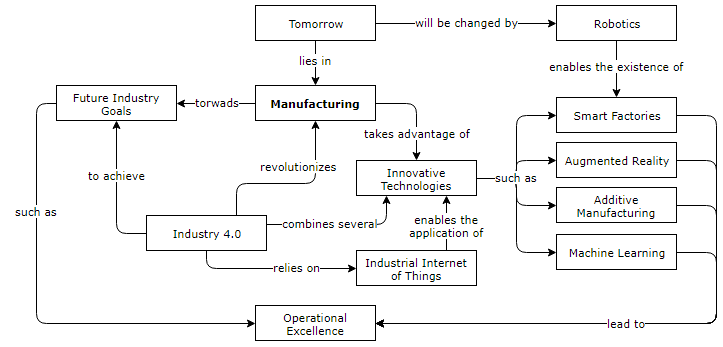 Tomorrow
will be changed by
Robotics
lies in
enables the existence of
Future Industry
Goals
torwads
Manufacturing
Smart Factories
takes advantage of
to achieve
revolutionizes
Innovative
Technologies
such as
Augmented Reality
such as
Additive
Manufacturing
Industry 4.0
combines several
enables the
application of
Machine Learning
relies on
Industrial Internet
of Things
Operational
Excellence
lead to